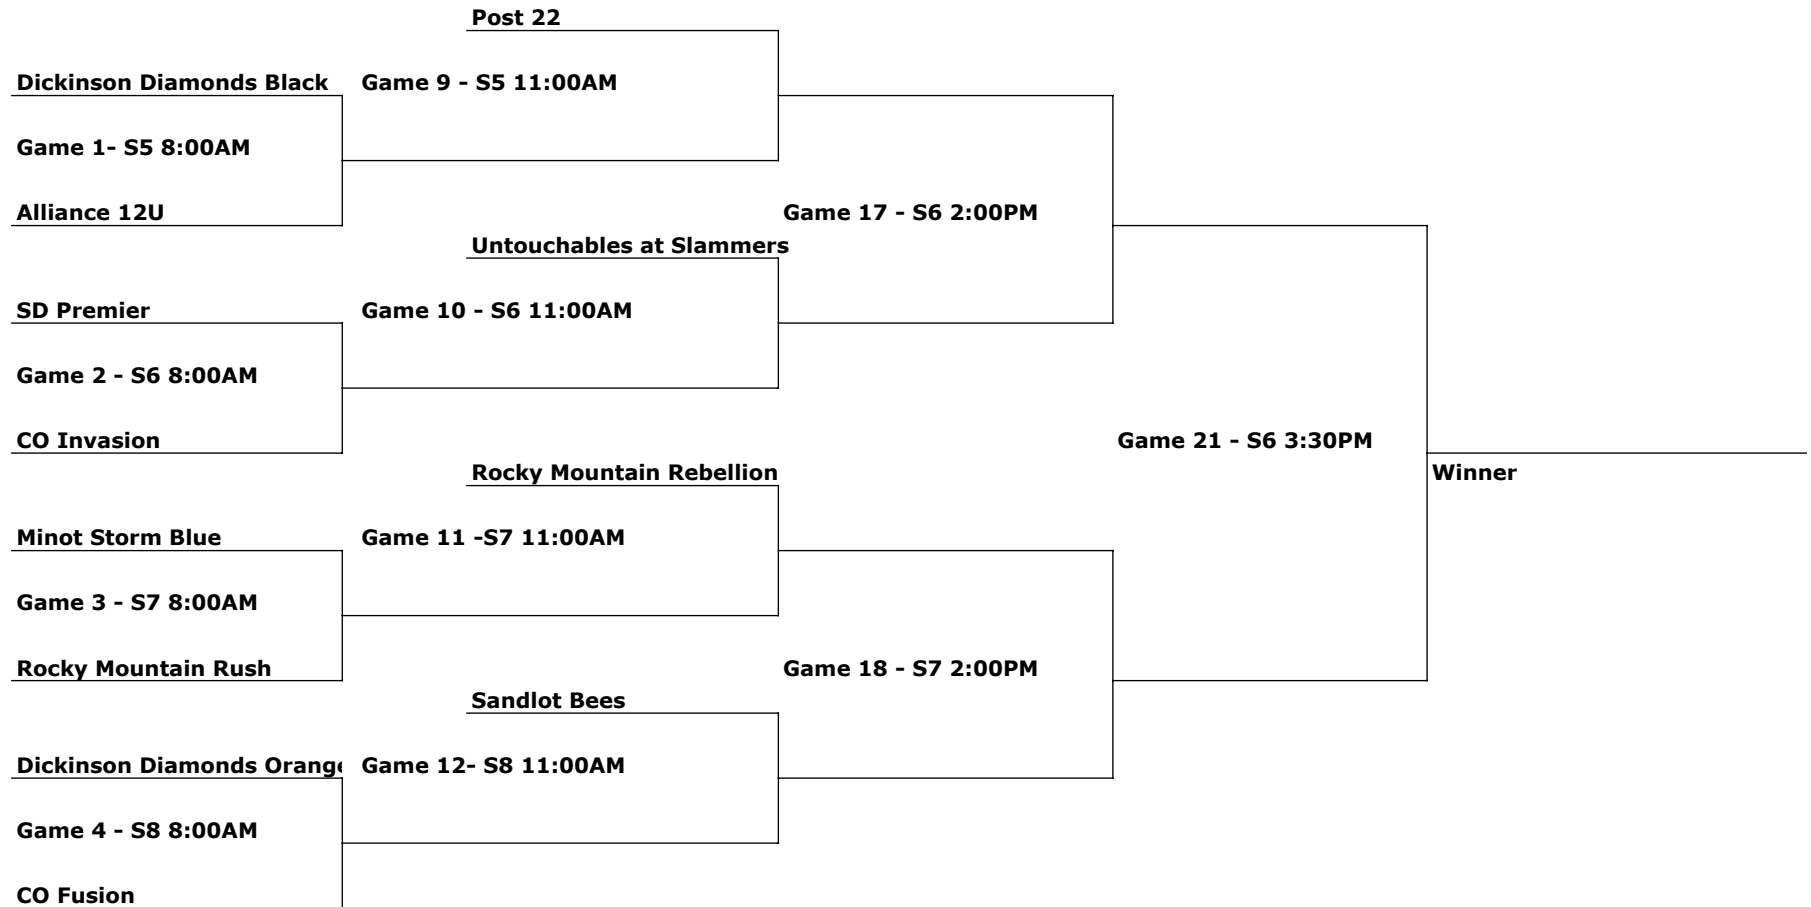 Post 22
Dickinson Diamonds Black
Game 9 - S5 11:00AM
Game 1- S5 8:00AM
Alliance 12U
Game 17 - S6 2:00PM
Untouchables at Slammers
SD Premier
Game 10 - S6 11:00AM
Game 2 - S6 8:00AM
CO Invasion
Game 21 - S6 3:30PM
Rocky Mountain Rebellion
Winner
Minot Storm Blue
Game 11 -S7 11:00AM
Game 3 - S7 8:00AM
Rocky Mountain Rush
Game 18 - S7 2:00PM
Sandlot Bees
Dickinson Diamonds Orange
Game 12- S8 11:00AM
Game 4 - S8 8:00AM
CO Fusion